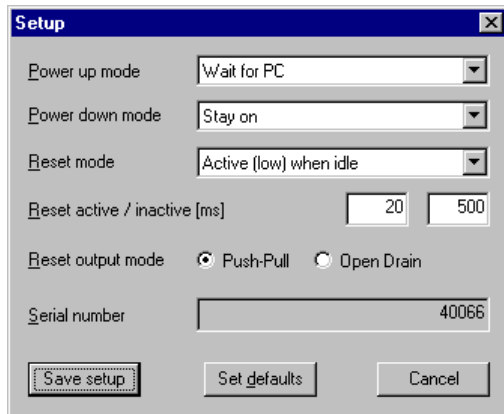 Setup
Power up mode Wait for PC
Power down mode Stay on
Reset mode Active (low) when idle
Reset active / inactive [ms] 20 500
Reset output mode Push-Pull Open Drain
Serial number 40066
Save setup Set defaults Cancel